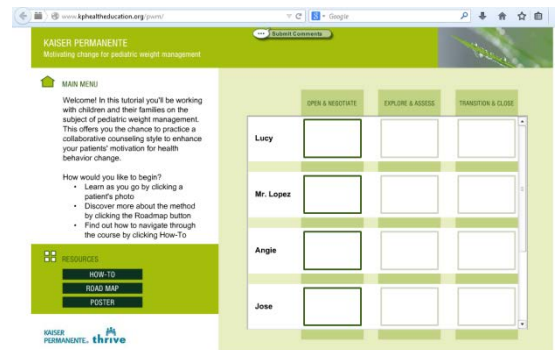 www.kphealtheducation.org/pwm/
Google
KAISER PERMANENTE
Motivating change for pediatric weight management
Submit Comments
MAIN MENU
Welcome! In this tutorial you'll be working
with children and their families on the
subject of pediatric weight management.
This offers you the chance to practice a
collaborative counseling style to enhance
your patients' motivation for health
behavior change.
How would you like to begin?
• Learn as you go by clicking a
patient's photo
• Discover more about the method
by clicking the Roadmap button
• Find out how to navigate through
the course by clicking How-To
RESOURCES
HOW-TO
ROAD MAP
POSTER
KAISER
PERMANENTE. thrive
OPEN & NEGOTIATE
EXPLORE & ASSESS
TRANSITION & CLOSE
Lucy
Mr. Lopez
Angie
Jose